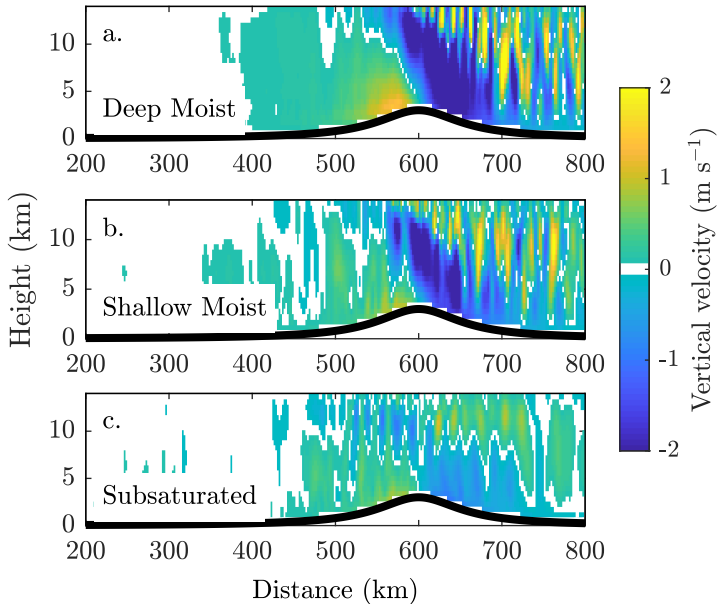 a.
10
5
0
Deep Moist
200 300 400 500 600 700 800
b.
10
5
0
Shallow Moist
200 300 400 500 600 700 800
c.
10
5
0
Subsaturated
200 300 400 500 600 700 800
Distance (km)
Height (km)
2
1
0
-1
-2
Vertical velocity (m s⁻¹)